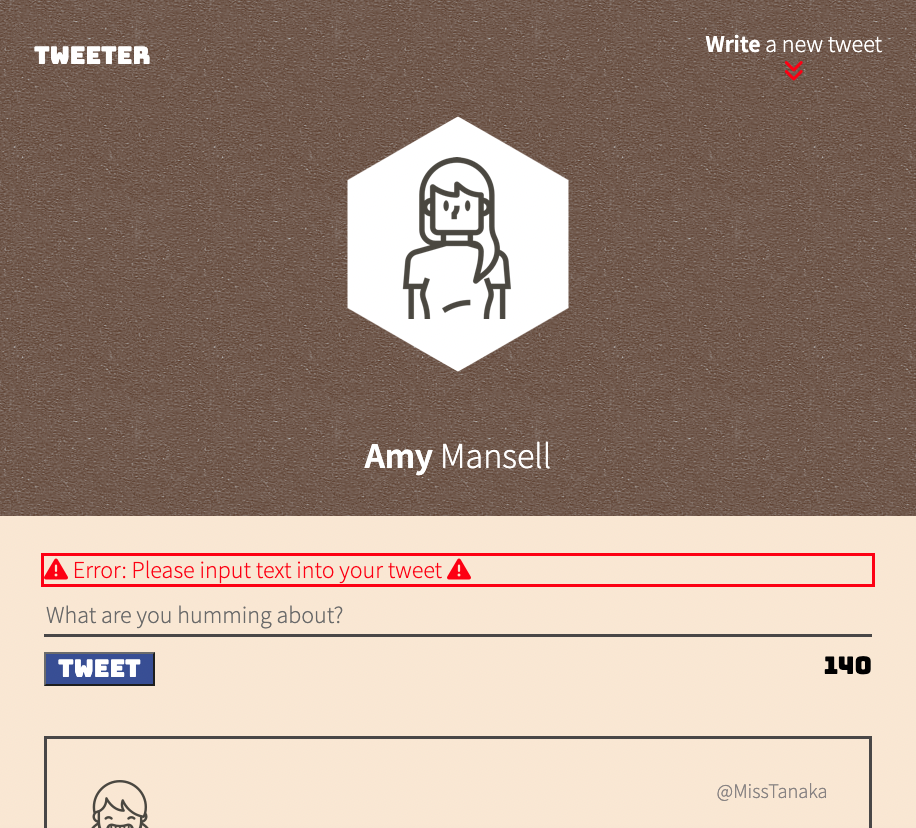 TWEETER
Write a new tweet
Amy Mansell
Error: Please input text into your tweet
What are you humming about?
TWEET
140
@MissTanaka